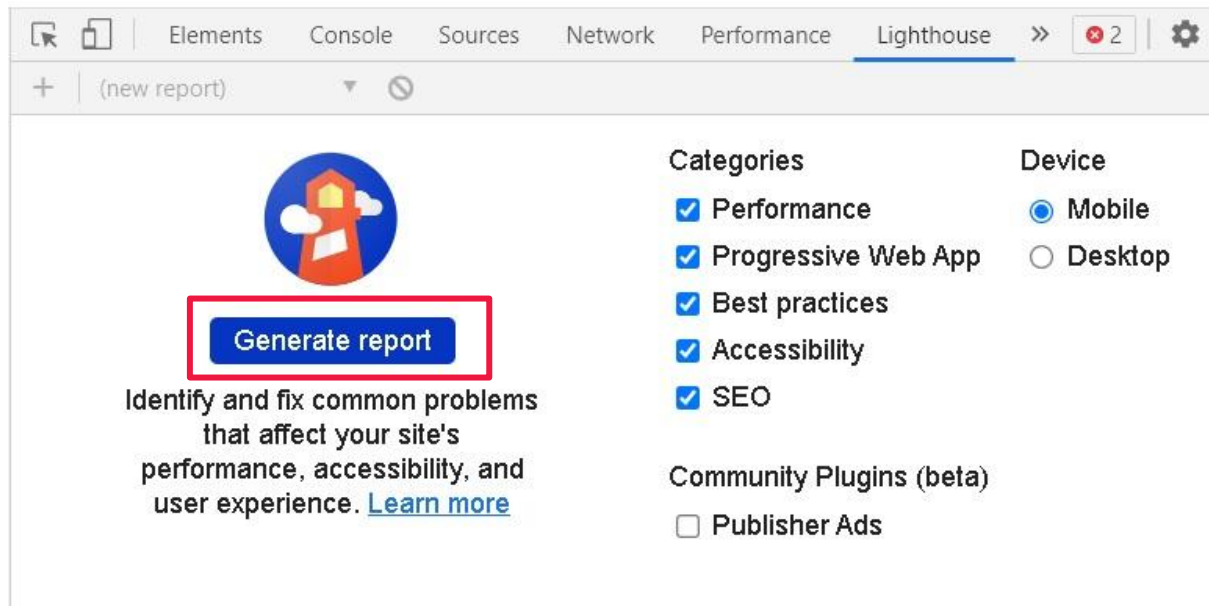 Elements Console Sources Network Performance Lighthouse » 2
+ (new report)
Generate report
Identify and fix common problems
that affect your site's
performance, accessibility, and
user experience. Learn more
Categories
Performance
Progressive Web App
Best practices
Accessibility
SEO
Community Plugins (beta)
Publisher Ads
Device
Mobile
Desktop